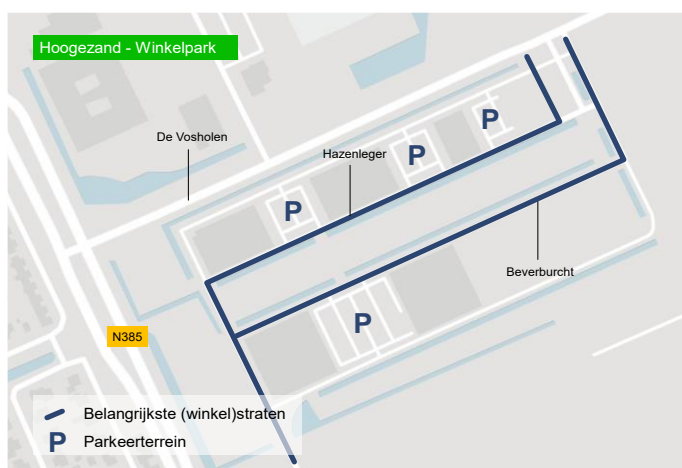 Hoogezand - Winkelpark
P
De Vosholen
Hazenleger
P
P
Beverburcht
P
N385
Belangrijkste (winkel)straten
P Parkeerterrein